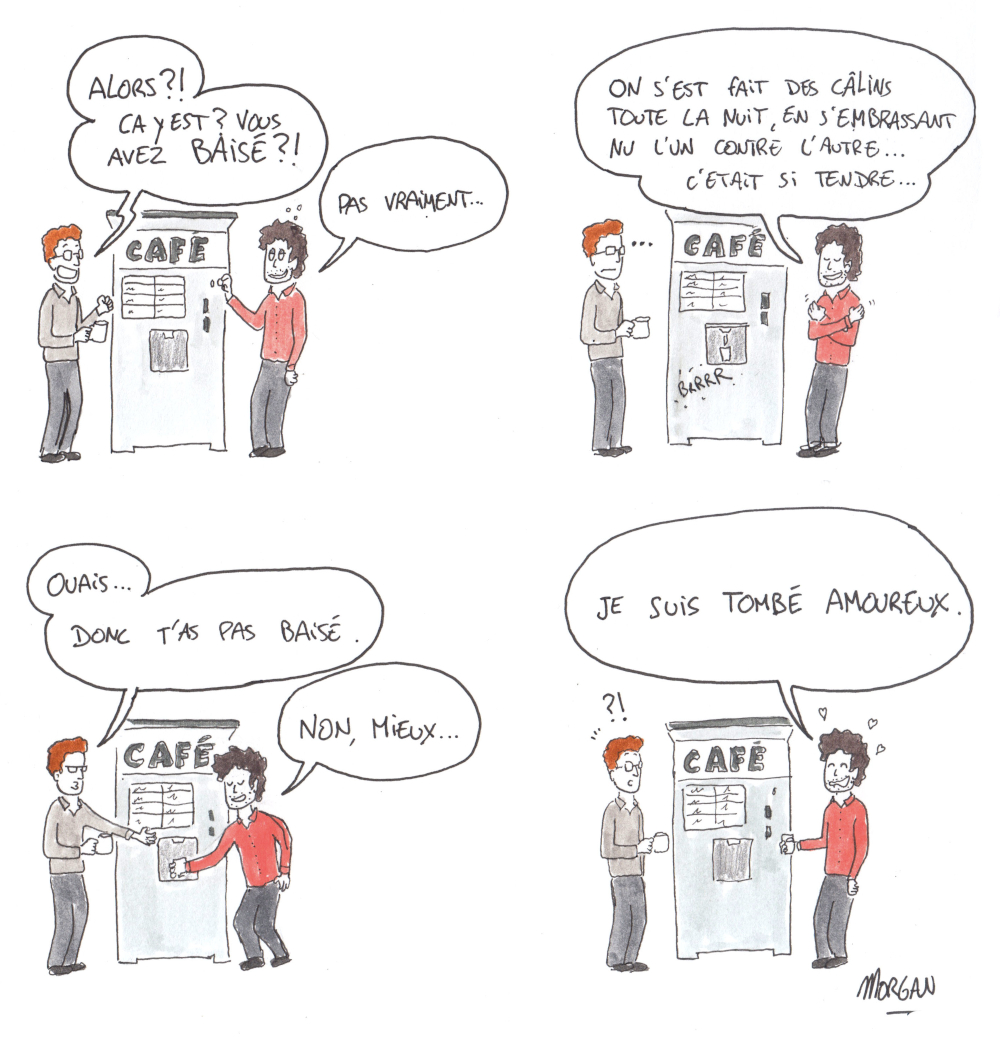 ALORS?!
CA Y EST? VOUS
AVEZ BAISÉ?!
PAS VRAIMENT...
CAFÉ
ON S'EST FAIT DES CÂLINS
TOUTE LA NUIT, EN S'EMBRASSANT
NU L'UN CONTRE L'AUTRE...
C'ETAIT SI TENDRE...
...
CAFÉ
BRRRR
OUAIS...
DONC T'AS PAS BAISÉ.
NON, MIEUX...
CAFÉ
JE SUIS TOMBÉ AMOUREUX.
?!
CAFÉ
MORGAN